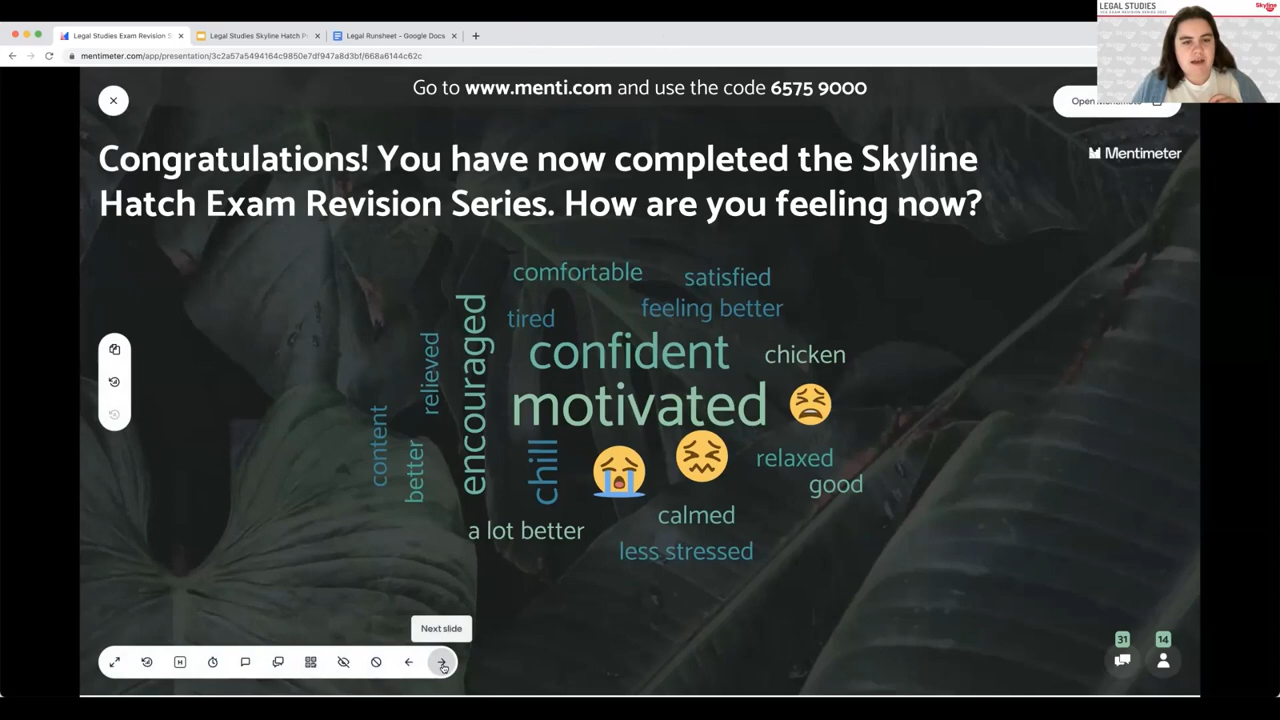 Legal Studies Exam Revision S
Legal Studies Skyline Hatch P
Legal Runsheet - Google Docs
mentimeter.com/app/presentation/3c2a57a5494164c9850e7df947a8d3bf/668a6144c62c
LEGAL STUDIES
Skyline
Go to www.menti.com and use the code 6575 9000
Open
Mentimeter
Congratulations! You have now completed the Skyline
Hatch Exam Revision Series. How are you feeling now?
comfortable
satisfied
feeling better
tired
relieved
encouraged
confident
chicken
motivated
content
better
chill
relaxed
good
calmed
a lot better
less stressed
Next slide
H
31
14